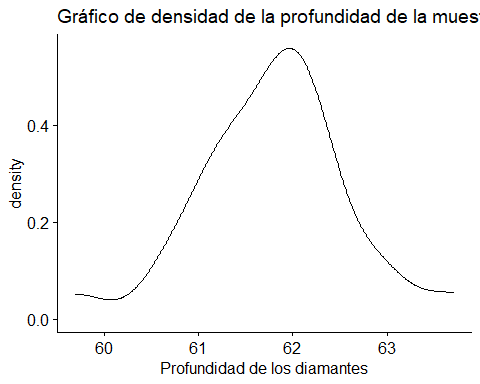 Gráfico de densidad de la profundidad de la mues
density
0.4
0.2
0.0
60 61 62 63
Profundidad de los diamantes